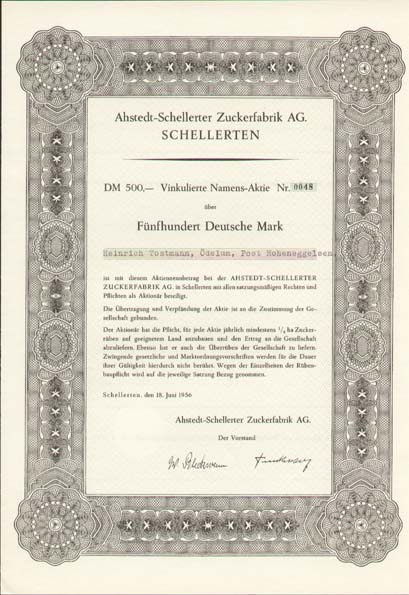 Ahstedt-Schellerter Zuckerfabrik AG.
SCHELLERTEN
DM 500,— Vinkulierte Namens-Aktie Nr. 0048
über
Fünfhundert Deutsche Mark
Heinrich Tostmann, Ödelum, Post Hoheneggelsen.
ist mit diesem Aktiennennbetrag bei der AHSTEDT-SCHELLERTER
ZUCKERFABRIK AG. in Schellerten mit allen satzungsmäßigen Rechten und
Pflichten als Aktionär beteiligt.
Die Übertragung und Verpfändung der Aktie ist an die Zustimmung der Ge-
sellschaft gebunden.
Der Aktionär hat die Pflicht, für jede Aktie jährlich mindestens ha Zucker-
rüben auf geeignetem Land anzubauen und den Ertrag an die Gesellschaft
abzuliefern. Ebenso hat er auch die Überrüben der Gesellschaft zu liefern.
Zwingende gesetzliche und Marktordnungsvorschriften werden für die Dauer
ihrer Gültigkeit hierdurch nicht berührt. Wegen der Einzelheiten der Rüben-
baupflicht wird auf die jeweilige Satzung Bezug genommen.
Schellerten, den 18. Juni 1956
Ahstedt-Schellerter Zuckerfabrik AG.
Der Vorstand